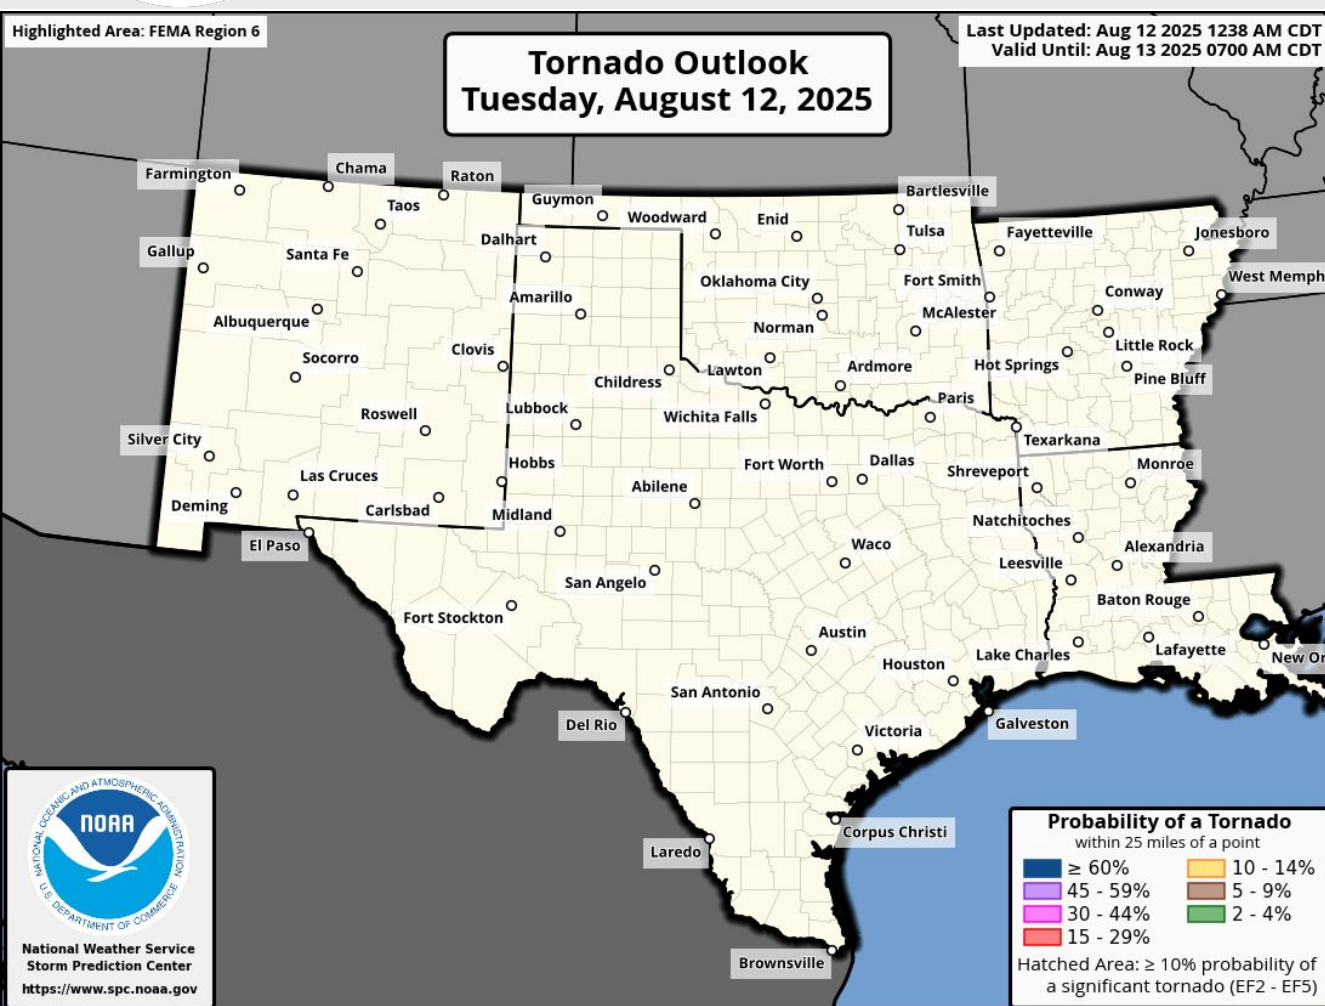 Highlighted Area: FEMA Region 6
Last Updated: Aug 12 2025 1238 AM CDT
Valid Until: Aug 13 2025 0700 AM CDT
Tornado Outlook
Tuesday, August 12, 2025
Farmington
Chama
Raton
Taos
Guymon
Woodward
Enid
Bartlesville
Tulsa
Fayetteville
Jonesboro
Gallup
Santa Fe
Dalhart
Oklahoma City
Fort Smith
West Memph
Amarillo
Conway
Albuquerque
Norman
McAlester
Little Rock
Socorro
Clovis
Childress
Lawton
Ardmore
Hot Springs
Pine Bluff
Roswell
Lubbock
Wichita Falls
Paris
Silver City
Texarkana
Las Cruces
Hobbs
Fort Worth
Dallas
Shreveport
Monroe
Deming
Carlsbad
Midland
Abilene
Natchitoches
El Paso
Waco
Alexandria
San Angelo
Leesville
Fort Stockton
Baton Rouge
Austin
Houston
Lake Charles
Lafayette
New Or
San Antonio
Del Rio
Galveston
Victoria
Corpus Christi
Laredo
Brownsville
NATIONAL OCEANIC AND ATMOSPHERIC ADMINISTRATION
NOAA
U.S. DEPARTMENT OF COMMERCE
National Weather Service
Storm Prediction Center
https://www.spc.noaa.gov
Probability of a Tornado
within 25 miles of a point
≥ 60%
45 - 59%
30 - 44%
15 - 29%
10 - 14%
5 - 9%
2 - 4%
Hatched Area: ≥ 10% probability of
a significant tornado (EF2 - EF5)